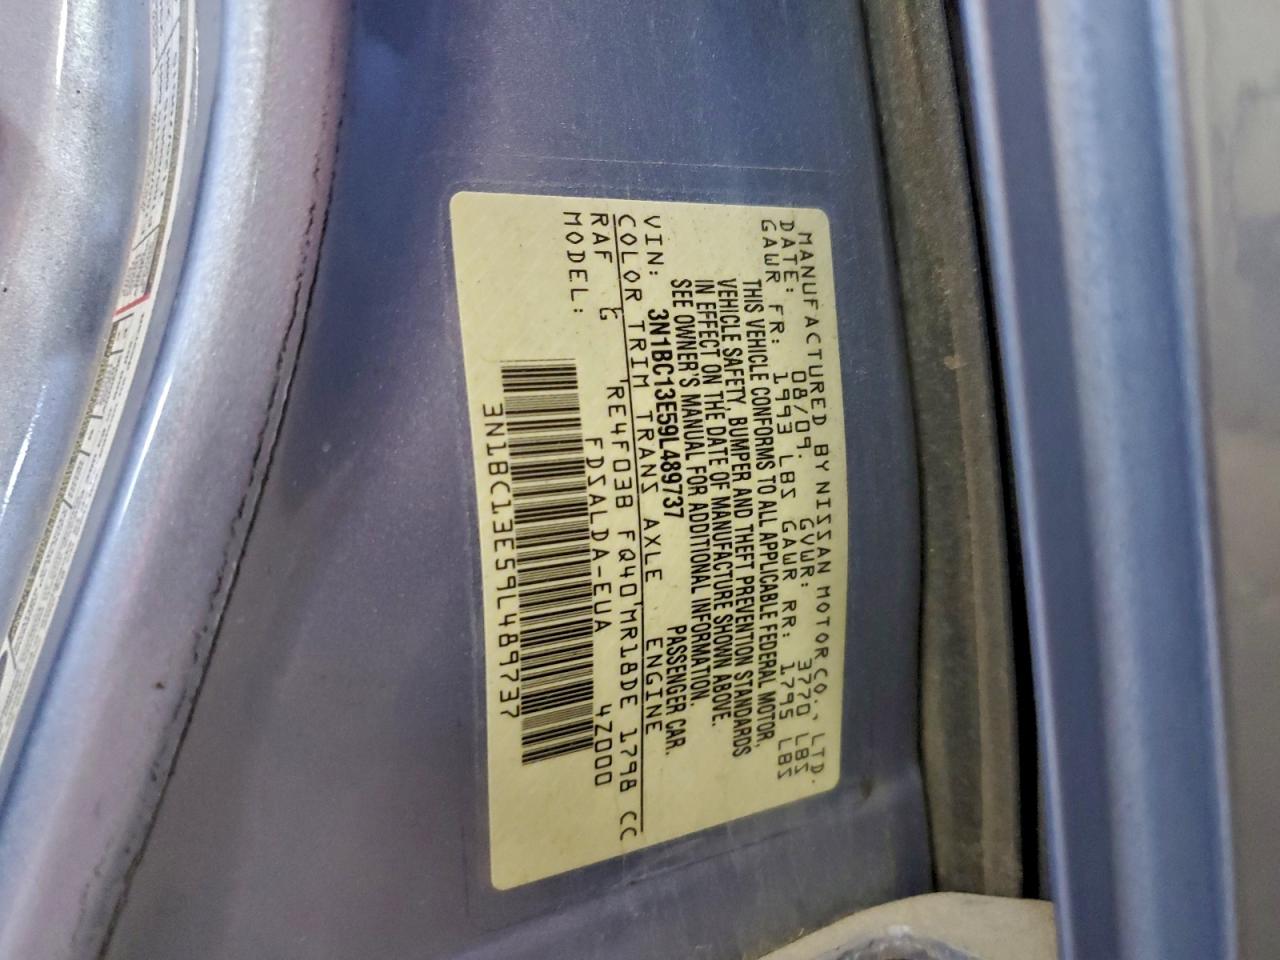 MANUFACTURED BY NISSAN MOTOR CO., LTD.
DATE: 08/09. GVWR: 3770 LBS
GAWR FR: 1993 LBS GAWR RR: 1795 LBS
THIS VEHICLE CONFORMS TO ALL APPLICABLE FEDERAL MOTOR
VEHICLE SAFETY, BUMPER AND THEFT PREVENTION STANDARDS
IN EFFECT ON THE DATE OF MANUFACTURE SHOWN ABOVE.
SEE OWNER'S MANUAL FOR ADDITIONAL INFORMATION.
VIN: 3N1BC13E59L489737 PASSENGER CAR.
COLOR TRIM TRANS AXLE ENGINE
RAF G RE4F03B FQ40 MR18DE 1798 CC
MODEL: FDSALDA-EUA 4Z000
3N1BC13E59L489737